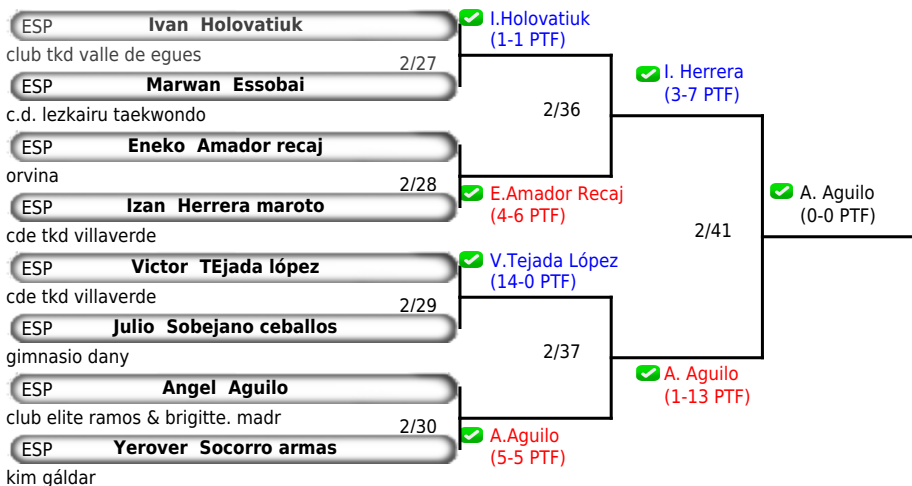 ESP Ivan Holovatiuk
club tkd valle de egues
2/27
ESP Marwan Essobai
c.d. lezkairu taekwondo
ESP Eneko Amador recaj
orvina
2/28
ESP Izan Herrera maroto
cde tkd villaverde
ESP Victor TEjada lópez
cde tkd villaverde
2/29
ESP Julio Sobejano ceballos
gimnasio dany
ESP Angel Aguilo
club elite ramos & brigitte. madr
2/30
ESP Yerover Socorro armas
kim gáldar
I.Holovatiuk
(1-1 PTF)
2/36
E.Amador Recaj
(4-6 PTF)
V.Tejada López
(14-0 PTF)
2/37
A.Aguilo
(5-5 PTF)
I. Herrera
(3-7 PTF)
2/41
A. Aguilo
(1-13 PTF)
A. Aguilo
(0-0 PTF)